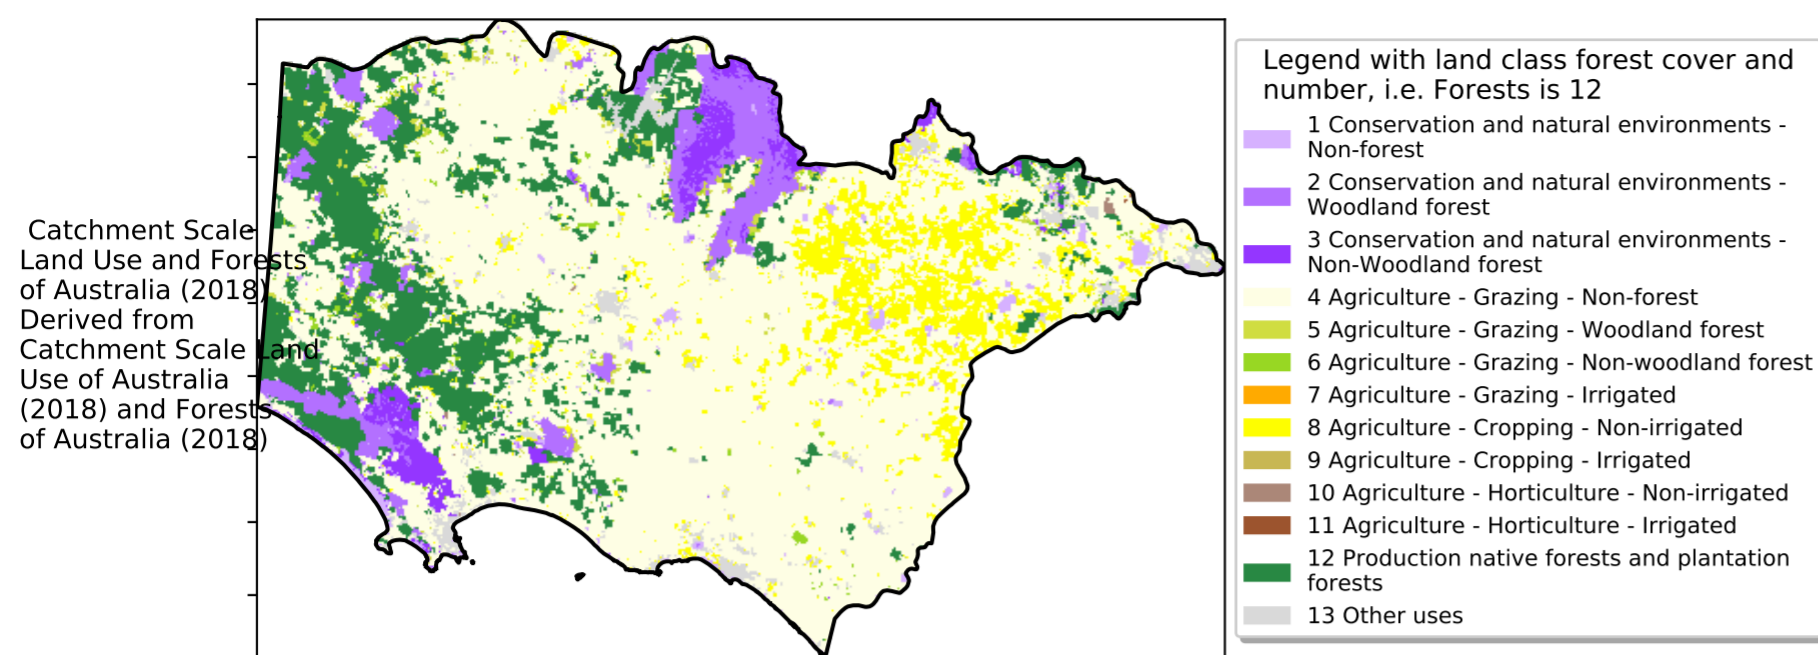 Catchment Scale
Land Use and Forests
of Australia (2018)
Derived from
Catchment Scale Land
Use of Australia
(2018) and Forests
of Australia (2018)
Legend with land class forest cover and
number, i.e. Forests is 12
1 Conservation and natural environments -
Non-forest
2 Conservation and natural environments -
Woodland forest
3 Conservation and natural environments -
Non-Woodland forest
4 Agriculture - Grazing - Non-forest
5 Agriculture - Grazing - Woodland forest
6 Agriculture - Grazing - Non-woodland forest
7 Agriculture - Grazing - Irrigated
8 Agriculture - Cropping - Non-irrigated
9 Agriculture - Cropping - Irrigated
10 Agriculture - Horticulture - Non-irrigated
11 Agriculture - Horticulture - Irrigated
12 Production native forests and plantation
forests
13 Other uses